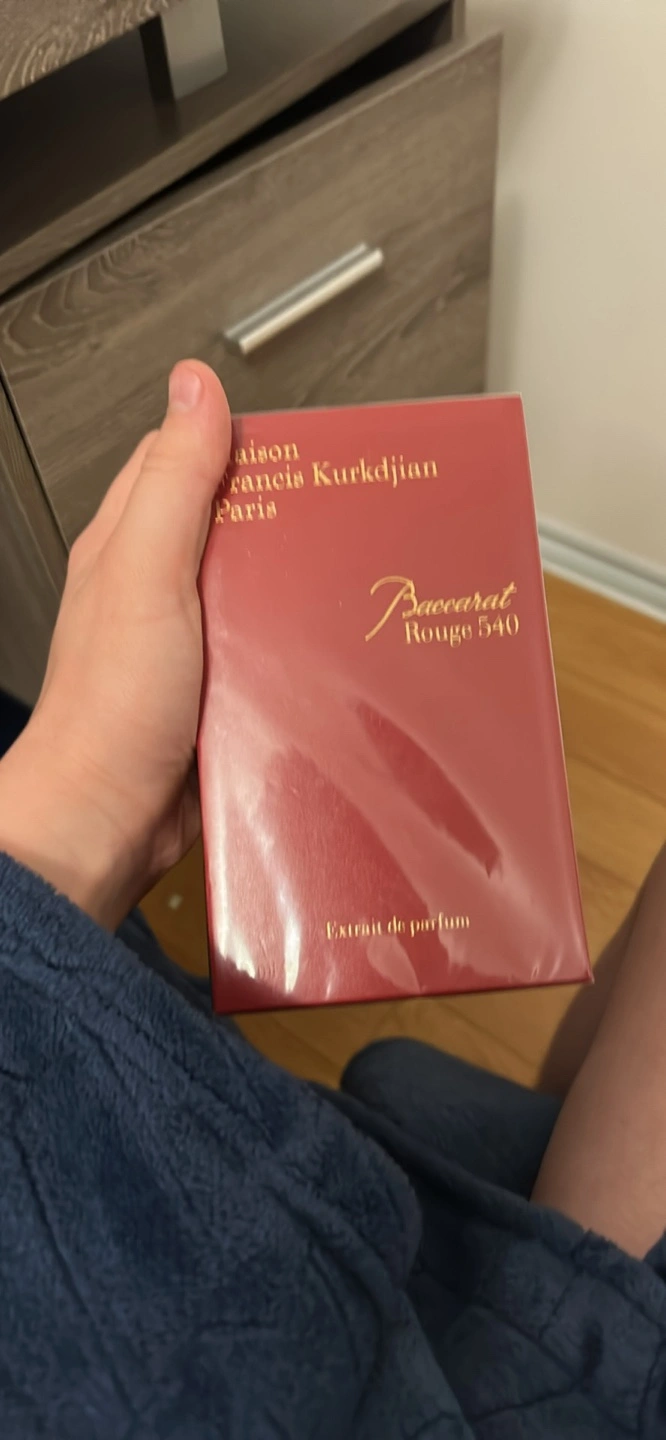 aison
rancis Kurkdjian
Paris
Baccarat
Rouge 540
Extrait de parfum